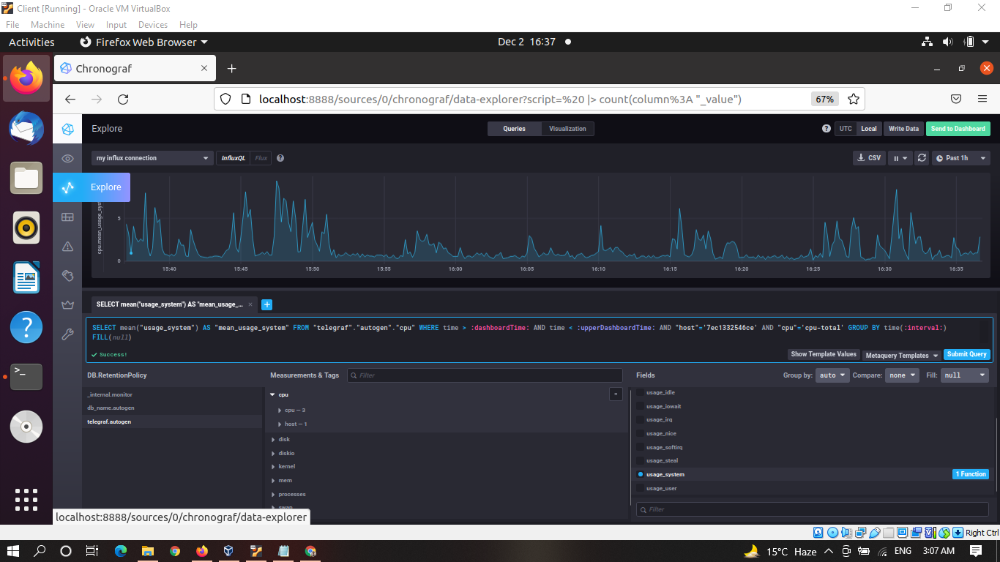 Client [Running] - Oracle VM VirtualBox
File Machine View Input Devices Help
Activities Firefox Web Browser Dec 2 16:37
Chronograf
localhost:8888/sources/0/chronograf/data-explorer?script=%20 |> count(column%3A "_value") 67%
Explore Queries Visualization ? UTC Local Write Data Send to Dashboard
my influx connection InfluxQL Flux ? CSV Past 1h
Explore
cpu.mean_usage_sys
5
0
15:40 15:45 15:50 15:55 16:00 16:05 16:10 16:15 16:20 16:25 16:30 16:35
SELECT mean("usage_system") AS "mean_usage_... × +
SELECT mean("usage_system") AS "mean_usage_system" FROM "telegraf"."autogen"."cpu" WHERE time > :dashboardTime: AND time < :upperDashboardTime: AND "host"='7ec1332546ce' AND "cpu"='cpu-total' GROUP BY time(:interval:)
FILL(null)
Success! Show Template Values Metaquery Templates Submit Query
DB.RetentionPolicy Measurements & Tags Filter Fields Group by: auto Compare: none Fill: null
_internal.monitor
db_name.autogen
telegraf.autogen
cpu =
cpu — 3
host — 1
disk
diskio
kernel
mem
processes
swap
usage_idle
usage_iowait
usage_irq
usage_nice
usage_softirq
usage_steal
usage_system 1 Function
usage_user
Filter
localhost:8888/sources/0/chronograf/data-explorer
Right Ctrl
15°C Haze ENG 3:07 AM